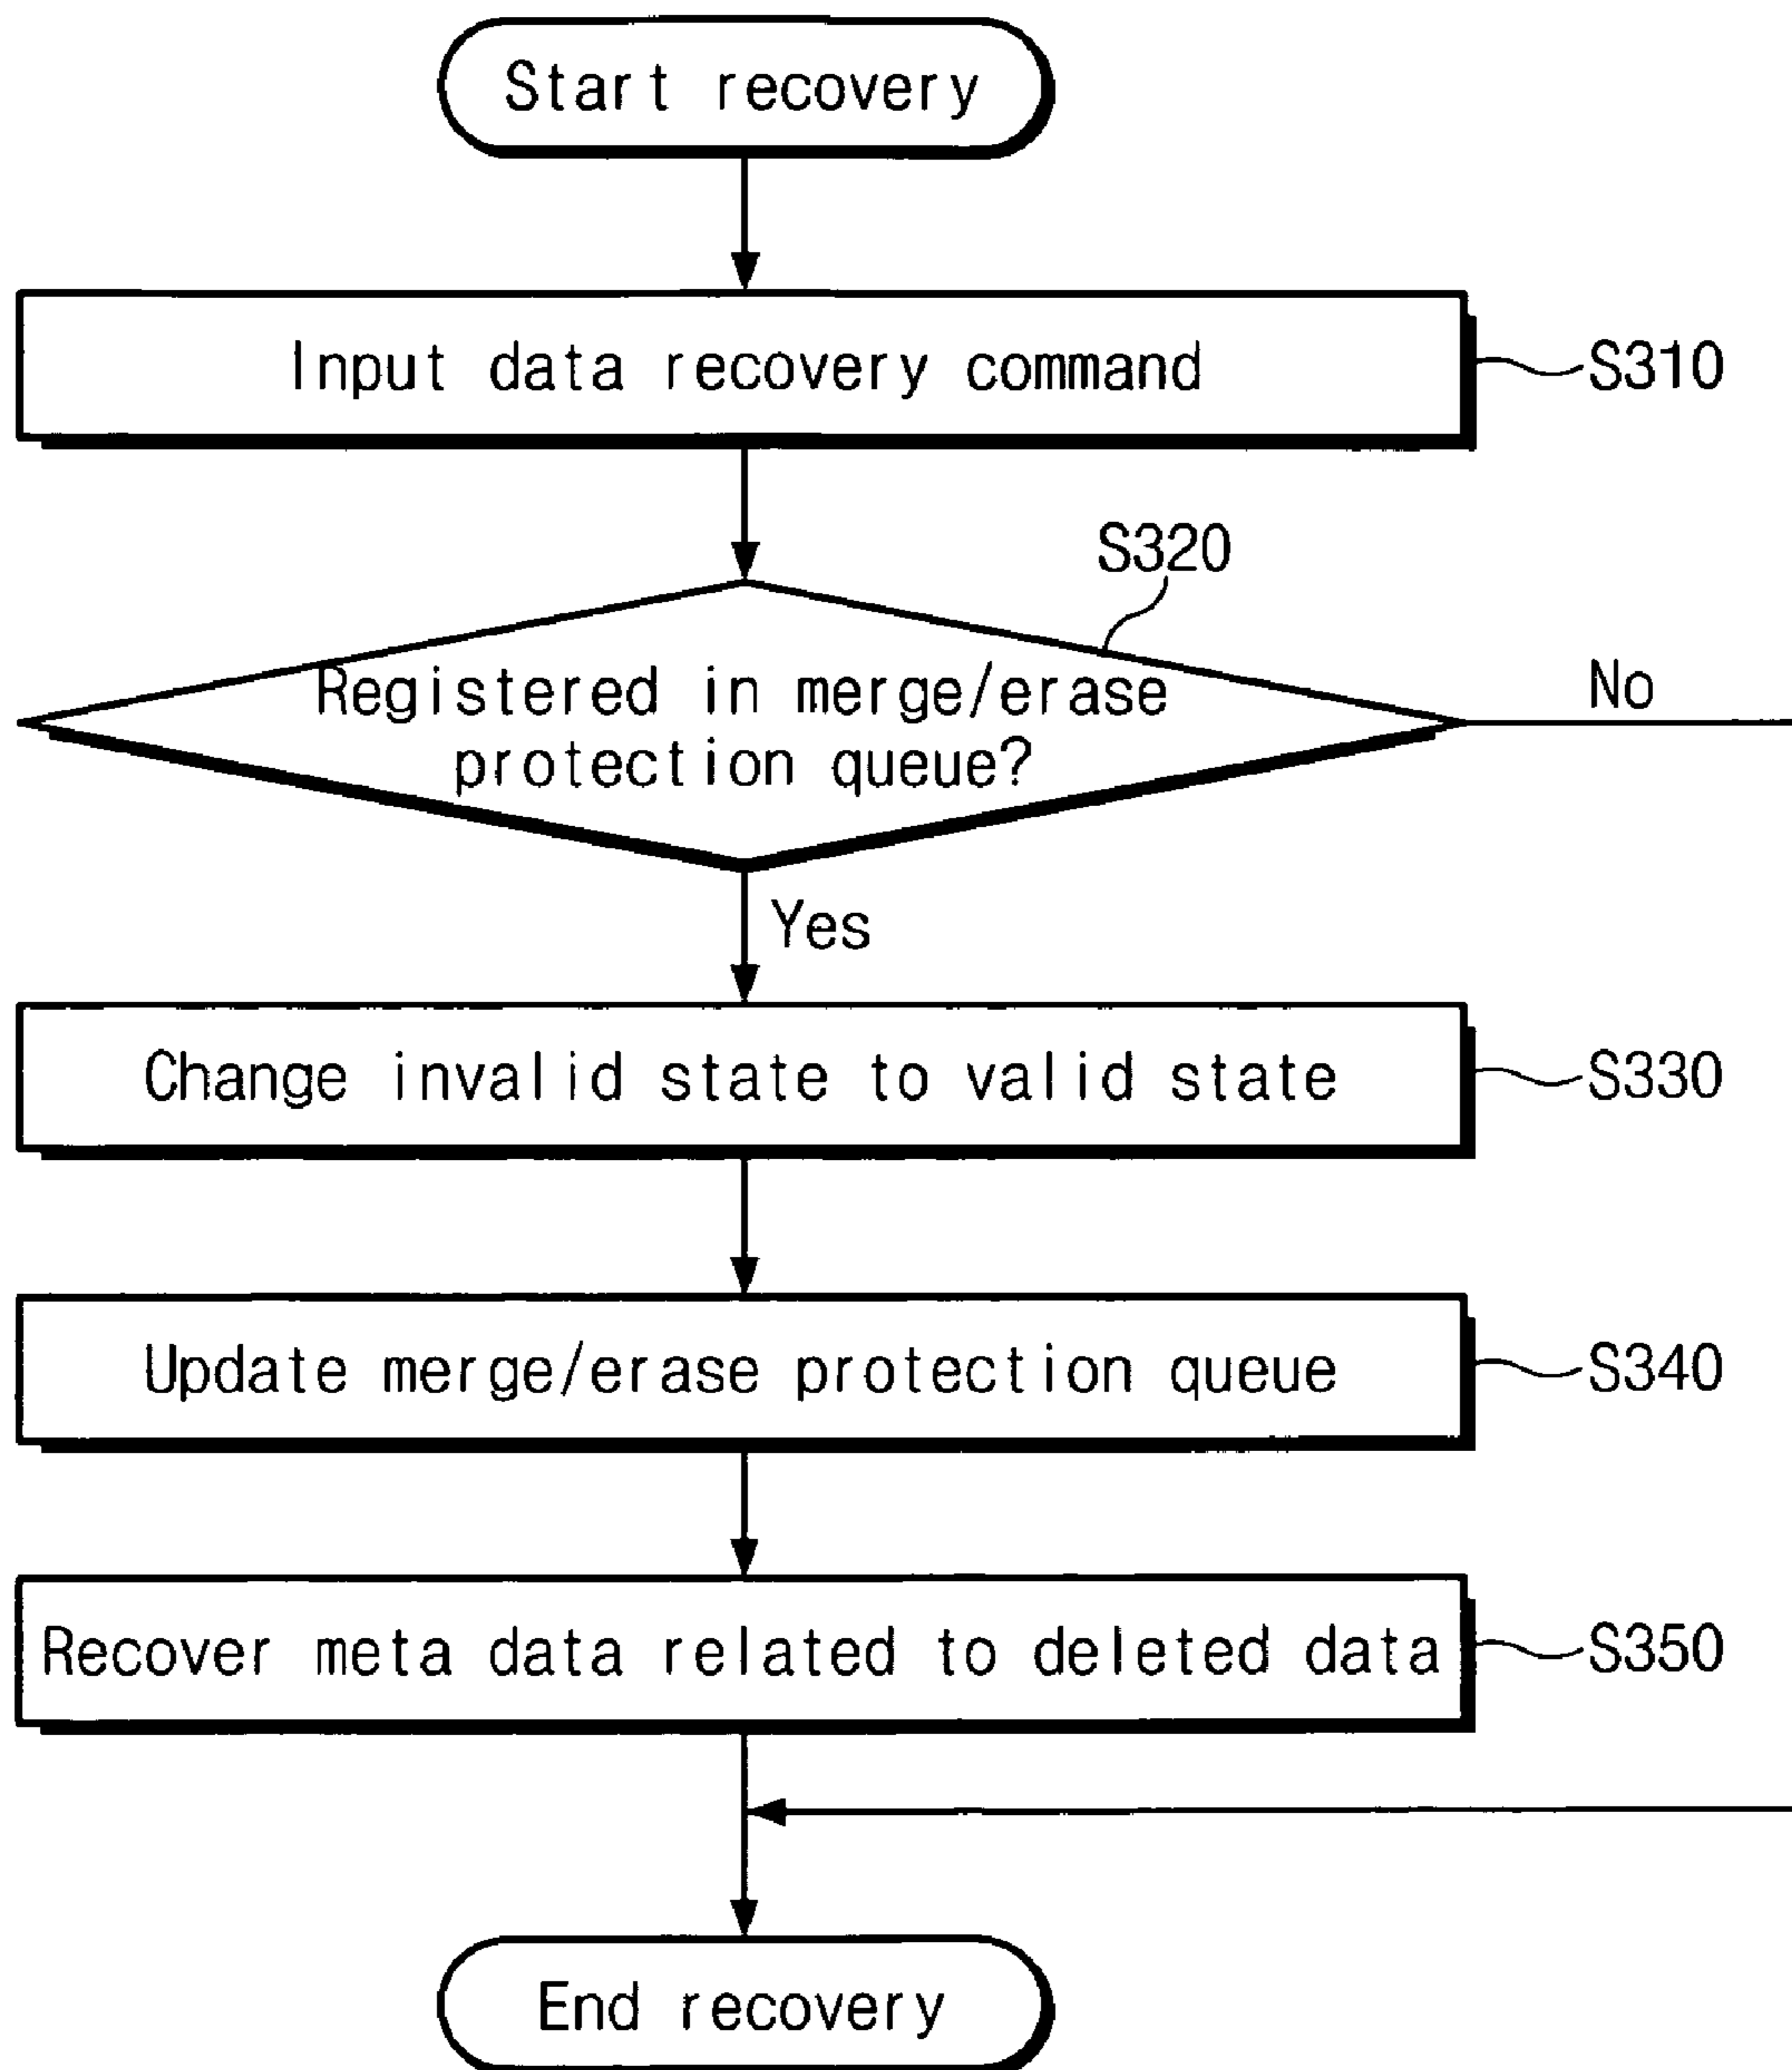 Start recovery
Input data recovery command
S310
S320
Registered in merge/erase
protection queue?
No
Yes
Change invalid state to valid state
S330
Update merge/erase protection queue
S340
Recover meta data related to deleted data
S350
End recovery